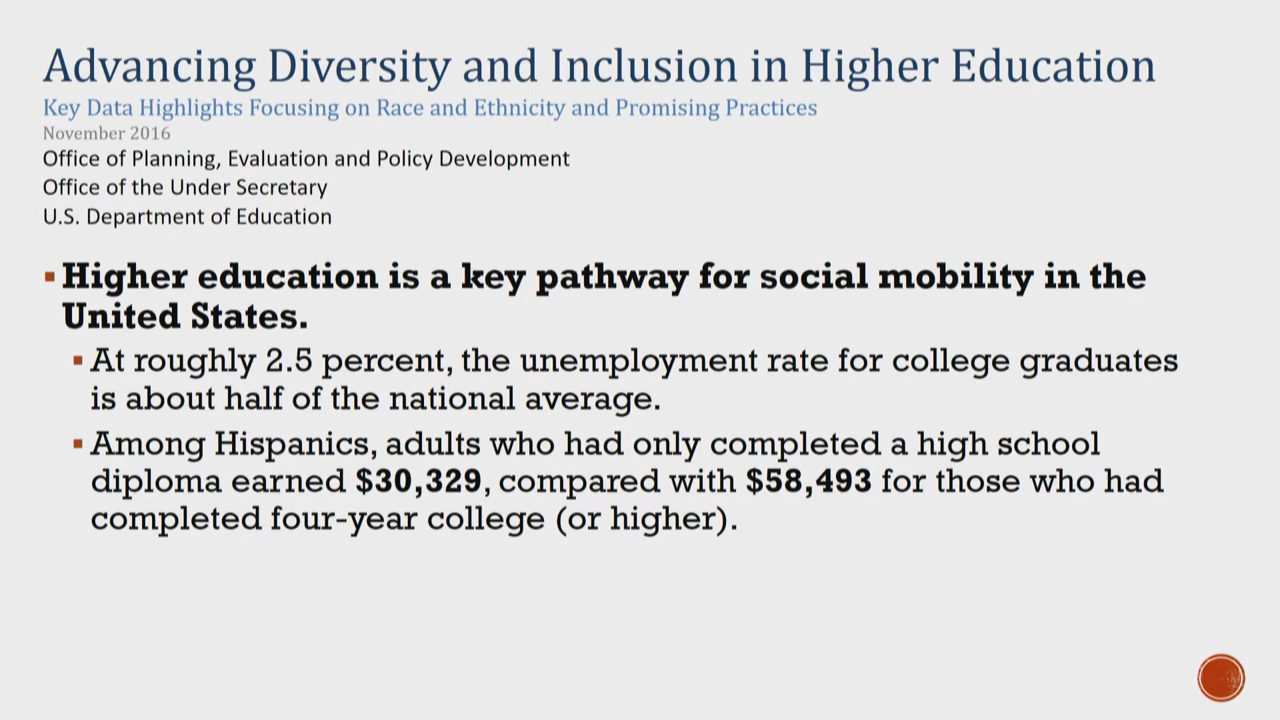 Advancing Diversity and Inclusion in Higher Education
Key Data Highlights Focusing on Race and Ethnicity and Promising Practices
November 2016
Office of Planning, Evaluation and Policy Development
Office of the Under Secretary
U.S. Department of Education
Higher education is a key pathway for social mobility in the
United States.
At roughly 2.5 percent, the unemployment rate for college graduates
is about half of the national average.
Among Hispanics, adults who had only completed a high school
diploma earned $30,329, compared with $58,493 for those who had
completed four-year college (or higher).